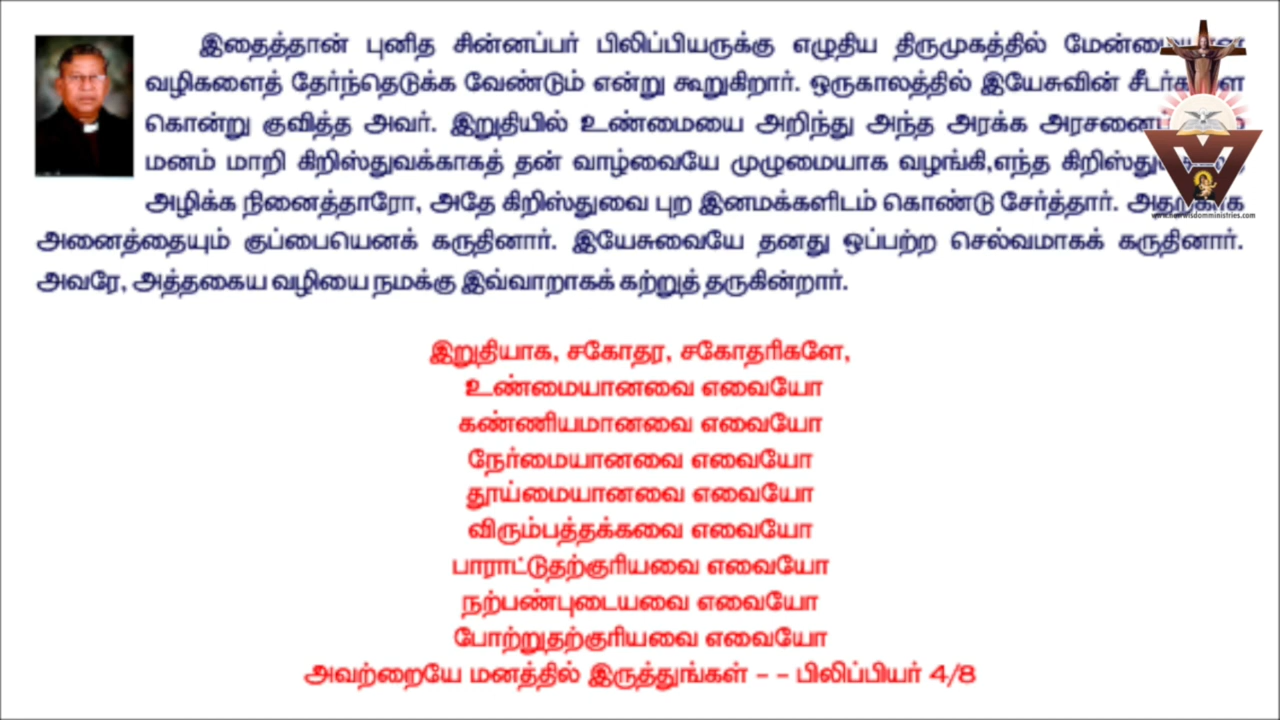 இதைத்தான் புனித சின்னப்பர் பிலிப்பியருக்கு எழுதிய திருமுகத்தில்
வழிகளைத் தேர்ந்தெடுக்க வேண்டும் என்று கூறுகிறார். ஒருகாலத்தில் இயேசுவின்
கொன்று குவித்த அவர். இறுதியில் உண்மையை அறிந்து அந்த அரக்க
மனம் மாறி கிறிஸ்துவக்காகத் தன் வாழ்வையே முழுமையாக வழங்கி,எந்த
அழிக்க நினைத்தாரோ, அதே கிறிஸ்துவை புற இனமக்களிடம் கொண்டு சேர்த்தார்.
அனைத்தையும் குப்பையெனக் கருதினார். இயேசுவையே தனது ஒப்பற்ற செல்வமாகக் கருதினார்.
அவரே, அத்தகைய வழியை நமக்கு இவ்வாறாகக் கற்றுத் தருகின்றார்.
இறுதியாக, சகோதர, சகோதரிகளே,
உண்மையானவை எவையோ
கண்ணியமானவை எவையோ
நேர்மையானவை எவையோ
தூய்மையானவை எவையோ
விரும்பத்தக்கவை எவையோ
பாராட்டுதற்குரியவை எவையோ
நற்பண்புடையவை எவையோ
போற்றுதற்குரியவை எவையோ
அவற்றையே மனத்தில் இருத்துங்கள் – – பிலிப்பியர் 4/8